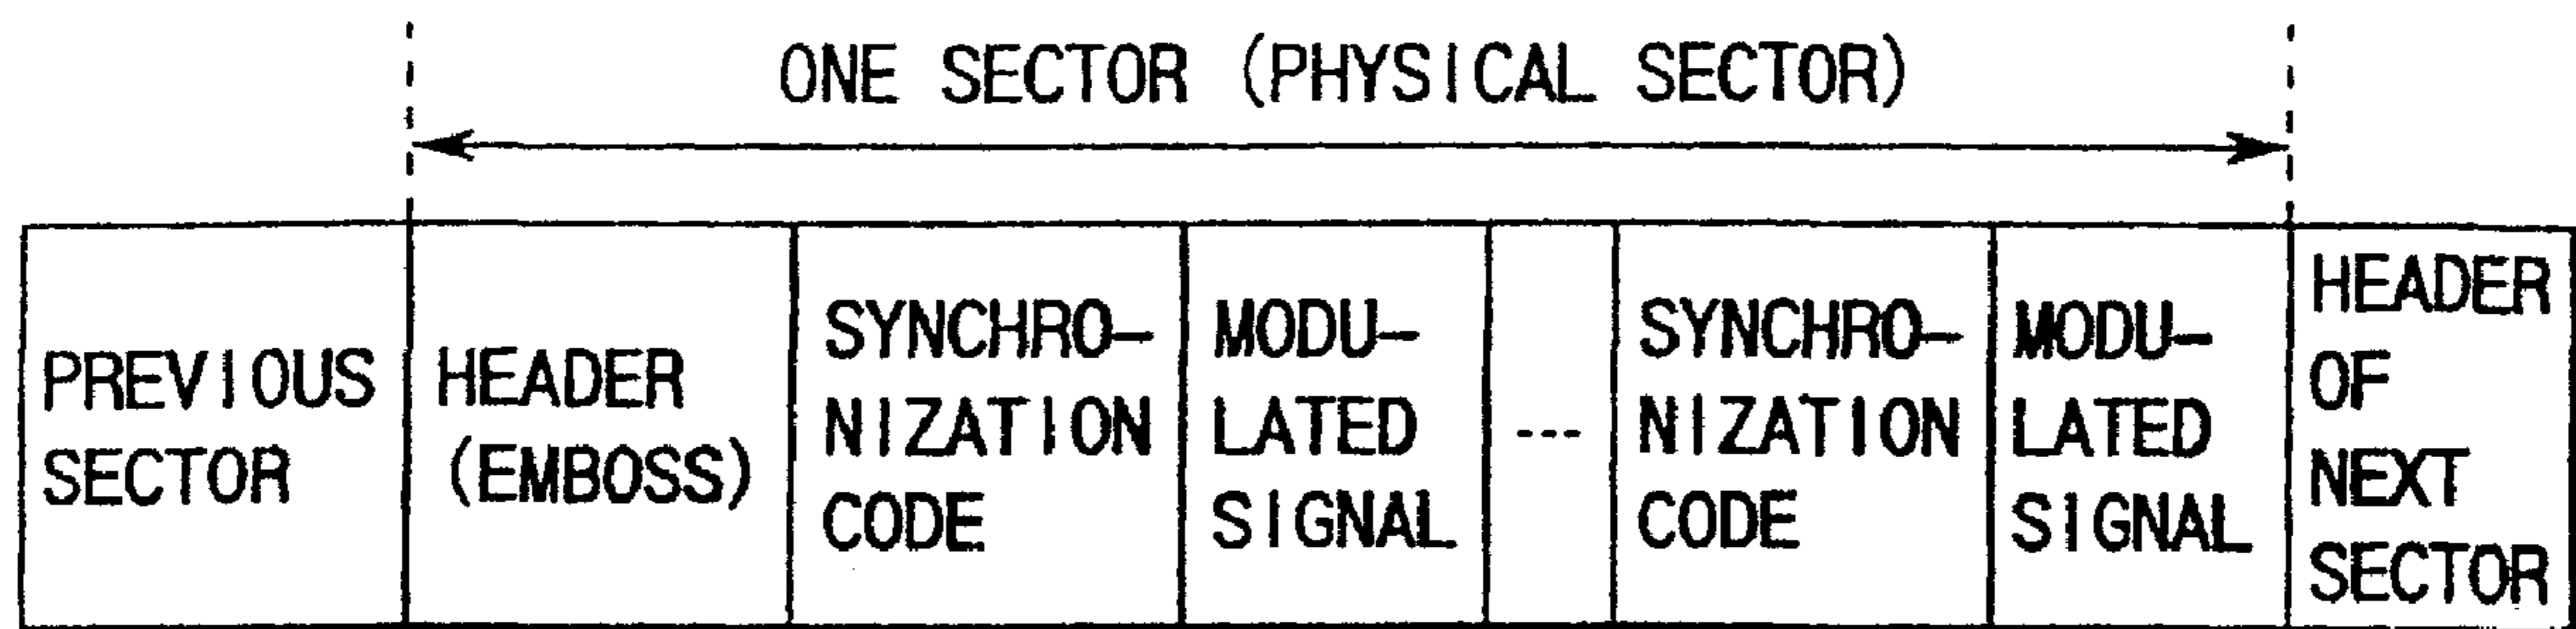 ONE SECTOR (PHYSICAL SECTOR)
PREVIOUS
SECTOR
HEADER
(EMBOSS)
SYNCHRO-
NIZATION
CODE
MODU-
LATED
SIGNAL
---
SYNCHRO-
NIZATION
CODE
MODU-
LATED
SIGNAL
HEADER
OF
NEXT
SECTOR